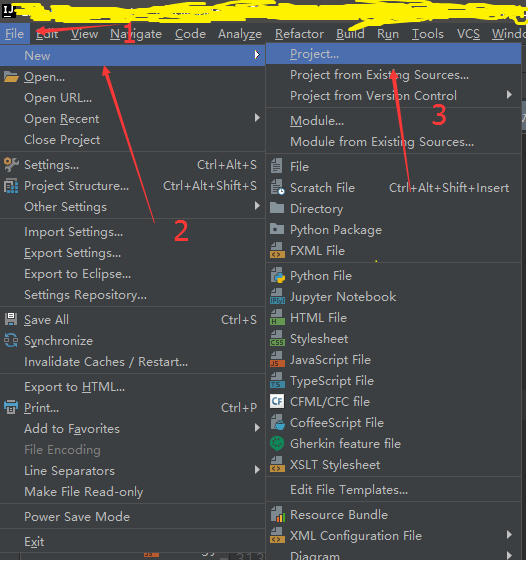 IJ
File Edit View Navigate Code Analyze Refactor Build Run Tools VCS
1
New
Open...
Open URL...
Open Recent
Close Project
Settings... Ctrl+Alt+S
Project Structure... Ctrl+Alt+Shift+S
Other Settings
Import Settings...
Export Settings...
Export to Eclipse...
Settings Repository...
Save All Ctrl+S
Synchronize
Invalidate Caches / Restart...
Export to HTML...
Print... Ctrl+P
Add to Favorites
File Encoding
Line Separators
Make File Read-only
Power Save Mode
Exit
2
Project...
Project from Existing Sources...
Project from Version Control
3
Module...
Module from Existing Sources...
File
Scratch File Ctrl+Alt+Shift+Insert
Directory
Python Package
FXML File
Python File
Jupyter Notebook
HTML File
Stylesheet
JavaScript File
TypeScript File
CFML/CFC file
CoffeeScript File
Gherkin feature file
XSLT Stylesheet
Edit File Templates...
Resource Bundle
XML Configuration File
Diagram